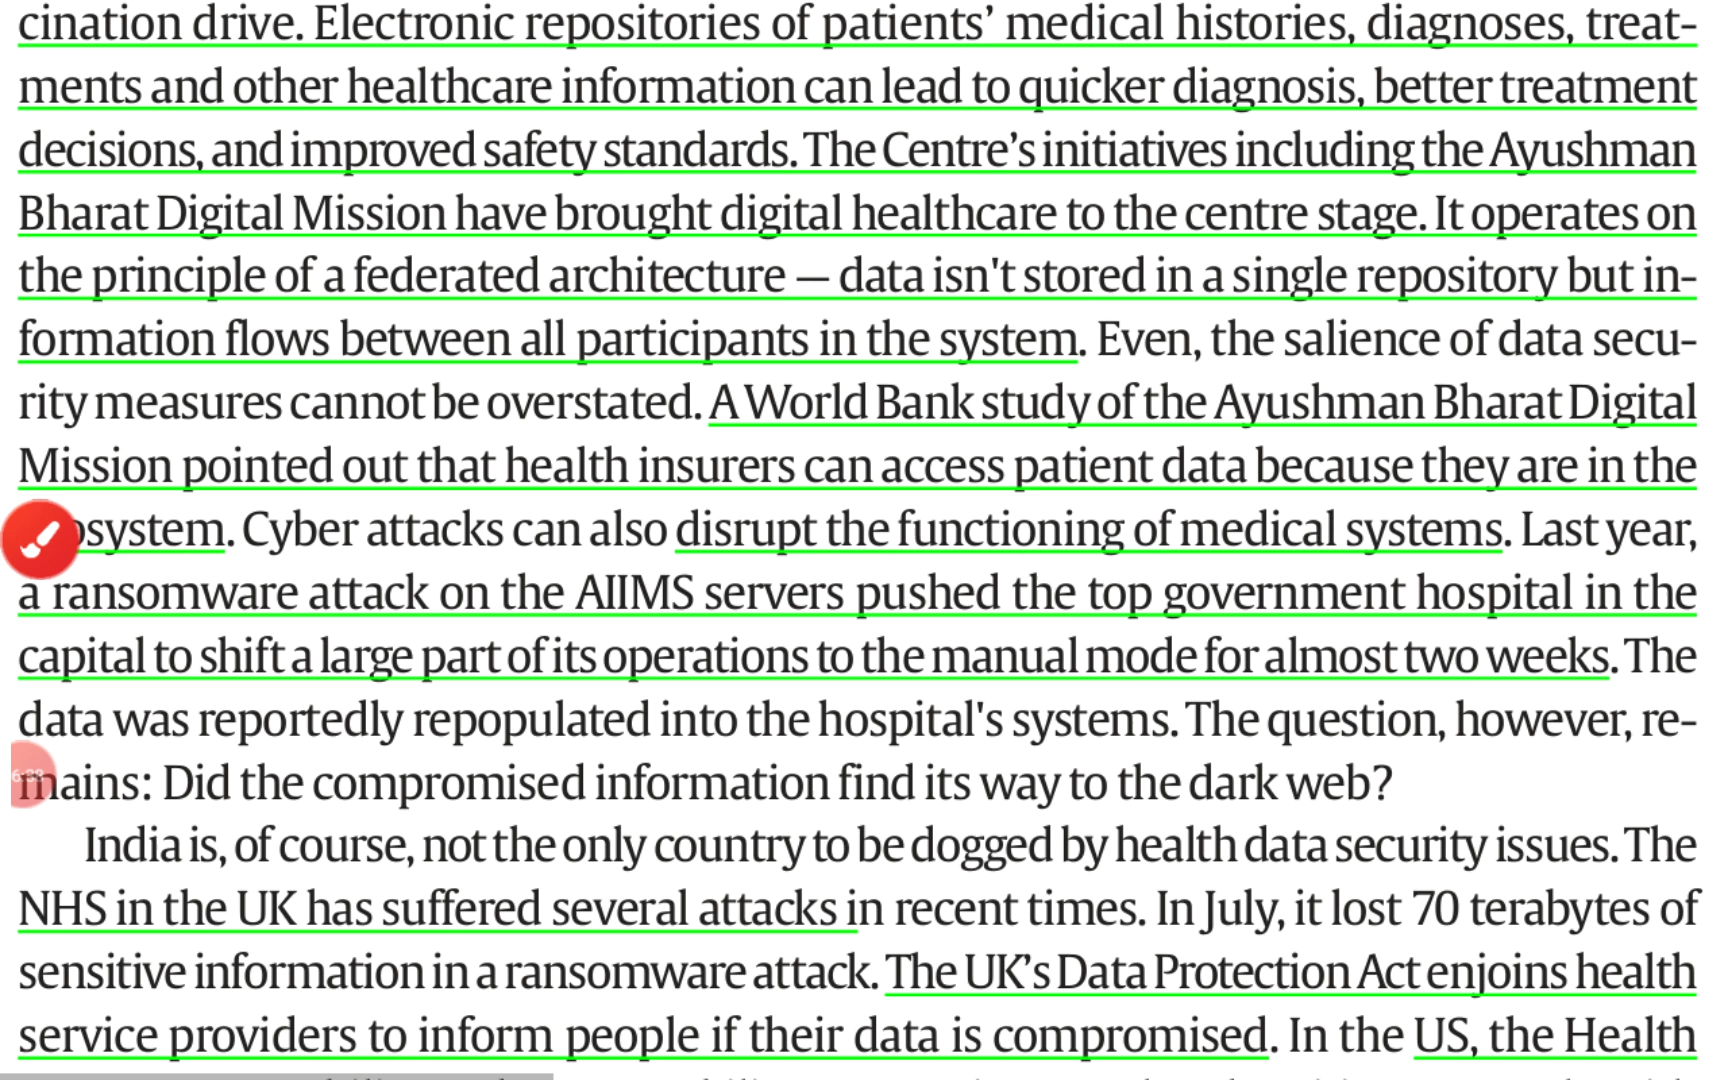 cination drive. Electronic repositories of patients’ medical histories, diagnoses, treat-
ments and other healthcare information can lead to quicker diagnosis, better treatment
decisions, and improved safety standards. The Centre’s initiatives including the Ayushman
Bharat Digital Mission have brought digital healthcare to the centre stage. It operates on
the principle of a federated architecture — data isn't stored in a single repository but in-
formation flows between all participants in the system. Even, the salience of data secu-
rity measures cannot be overstated. A World Bank study of the Ayushman Bharat Digital
Mission pointed out that health insurers can access patient data because they are in the
osystem. Cyber attacks can also disrupt the functioning of medical systems. Last year,
a ransomware attack on the AIIMS servers pushed the top government hospital in the
capital to shift a large part of its operations to the manual mode for almost two weeks. The
data was reportedly repopulated into the hospital's systems. The question, however, re-
mains: Did the compromised information find its way to the dark web?
India is, of course, not the only country to be dogged by health data security issues. The
NHS in the UK has suffered several attacks in recent times. In July, it lost 70 terabytes of
sensitive information in a ransomware attack. The UK’s Data Protection Act enjoins health
service providers to inform people if their data is compromised. In the US, the Health